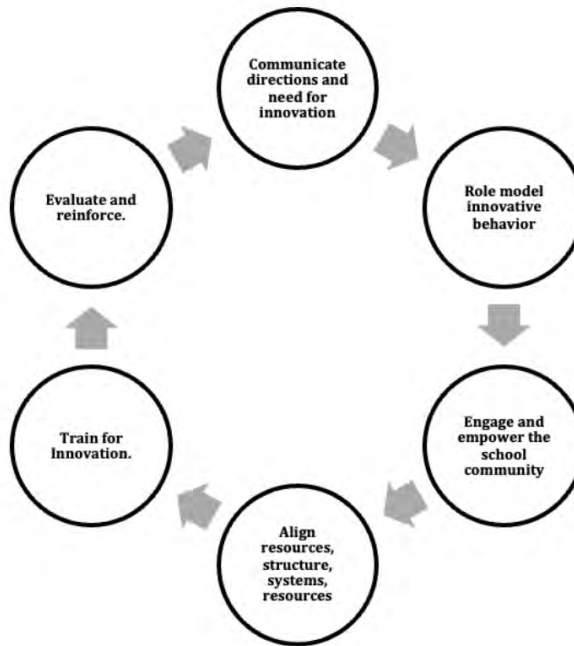 Communicate
directions and
need for
innovation
Role model
innovative
behavior
Engage and
empower the
school
community
Align
resources,
structure,
systems,
resources
Train for
Innovation.
Evaluate and
reinforce.